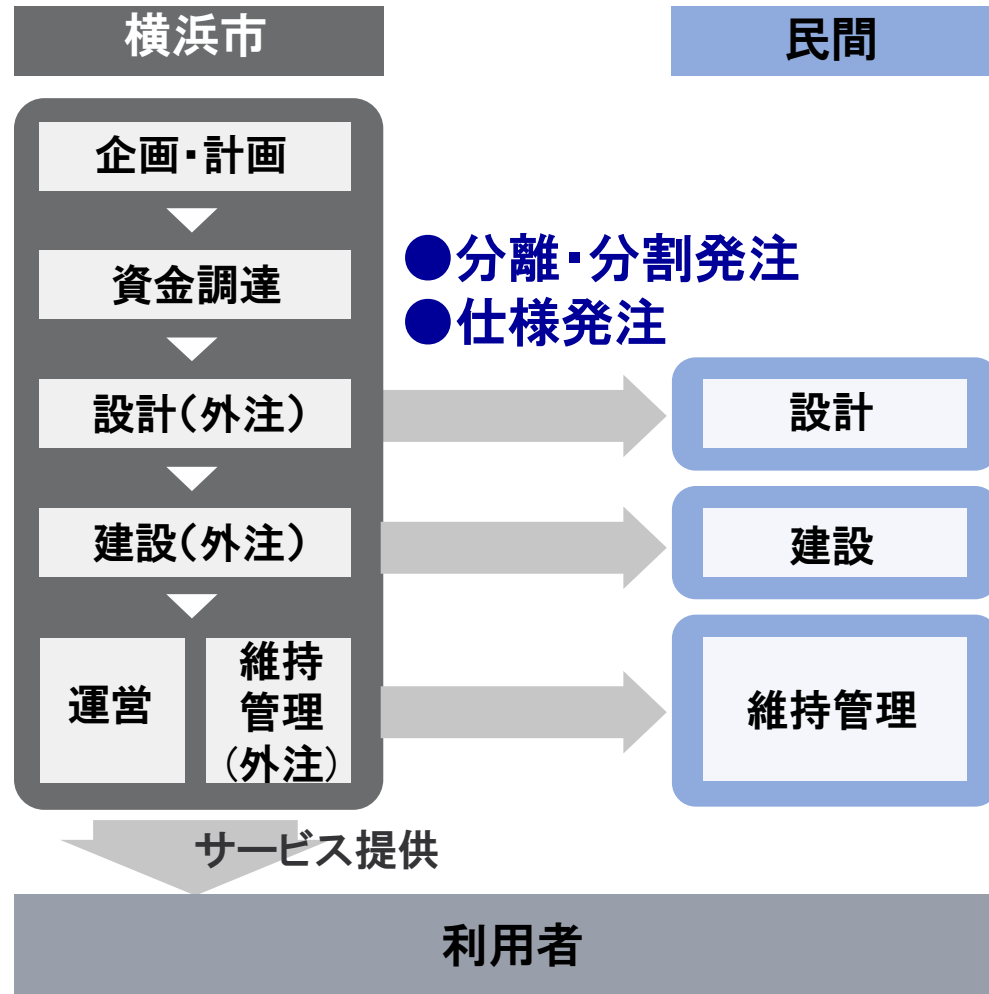 横浜市
民間
企画・計画
資金調達
●分離・分割発注
●仕様発注
設計(外注)
設計
建設(外注)
建設
運営
維持
管理
(外注)
維持管理
サービス提供
利用者